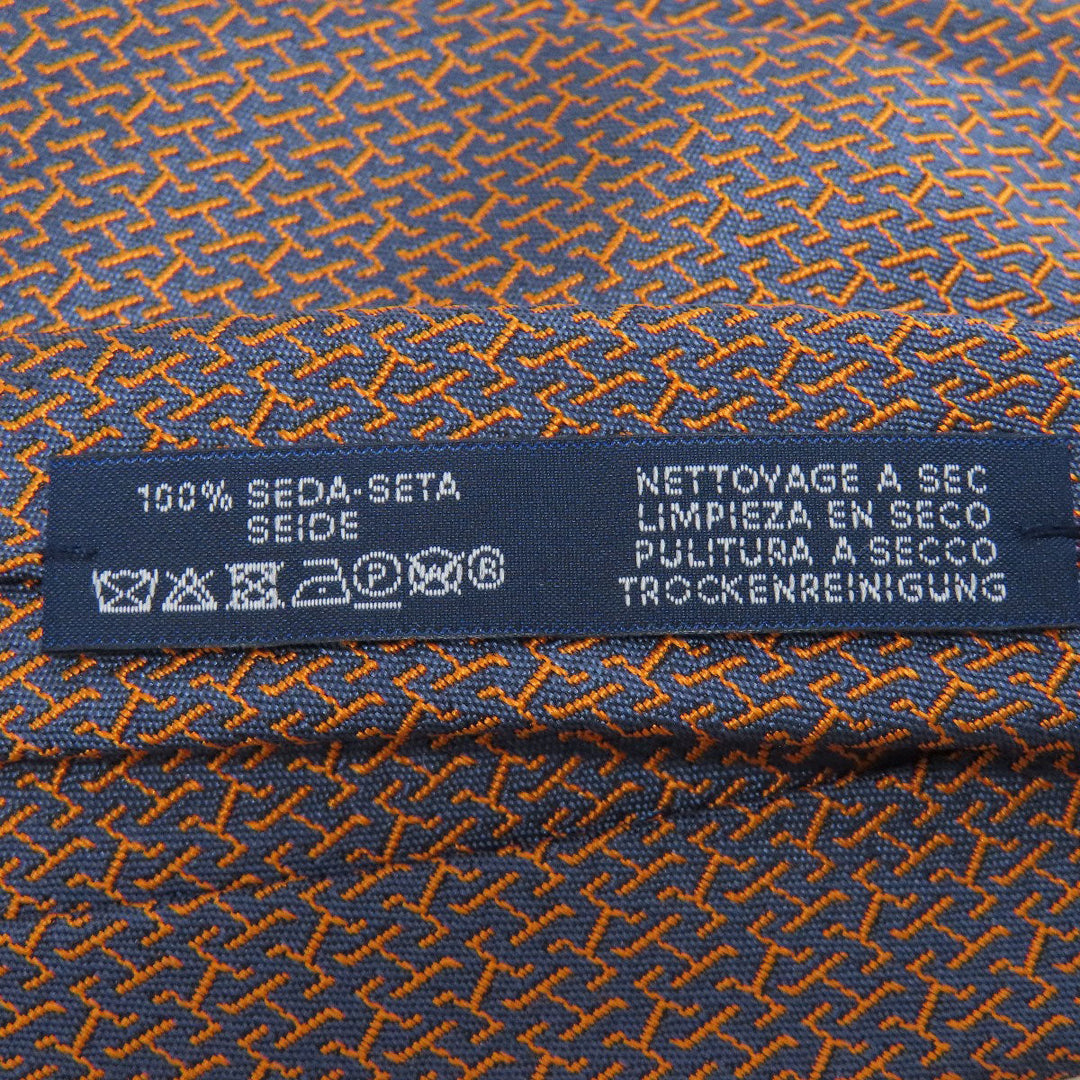 100% SEDA-SETA
SEIDE
P W R
NETTOYAGE A SEC
LIMPIEZA EN SECO
PULITURA A SECCO
TROCKENREINIGUNG